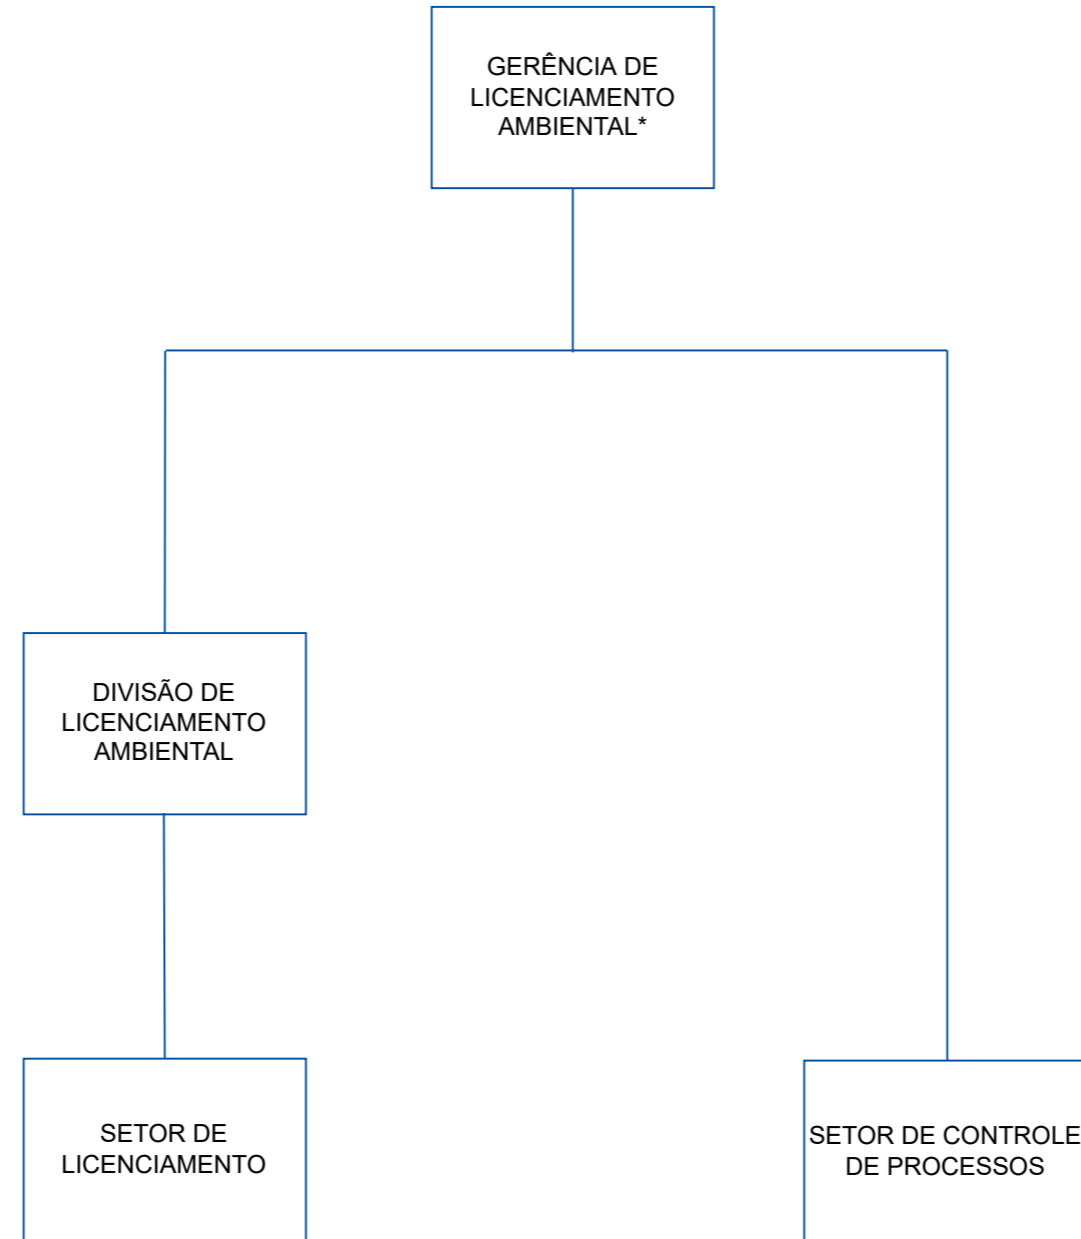 GERÊNCIA DE
LICENCIAMENTO
AMBIENTAL*
DIVISÃO DE
LICENCIAMENTO
AMBIENTAL
SETOR DE
LICENCIAMENTO
SETOR DE CONTROLE
DE PROCESSOS